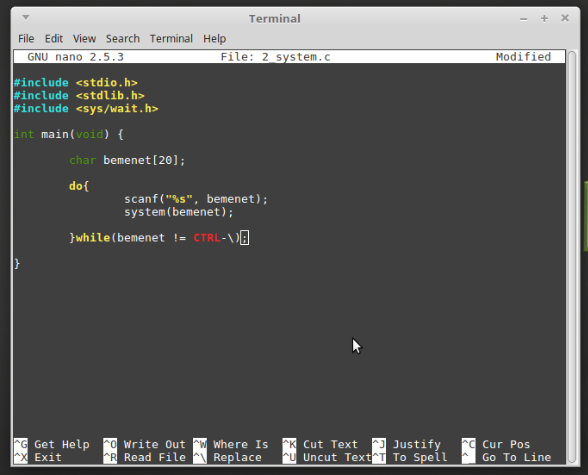 Terminal
File Edit View Search Terminal Help
GNU nano 2.5.3 File: 2_system.c Modified
#include <stdio.h>
#include <stdlib.h>
#include <sys/wait.h>
int main(void) {
char bemenet[20];
do{
scanf("%s", bemenet);
system(bemenet);
}while(bemenet != CTRL-\);
}
^G Get Help ^O Write Out ^W Where Is ^K Cut Text ^J Justify ^C Cur Pos
^X Exit ^R Read File ^\ Replace ^U Uncut Text ^T To Spell ^_ Go To Line